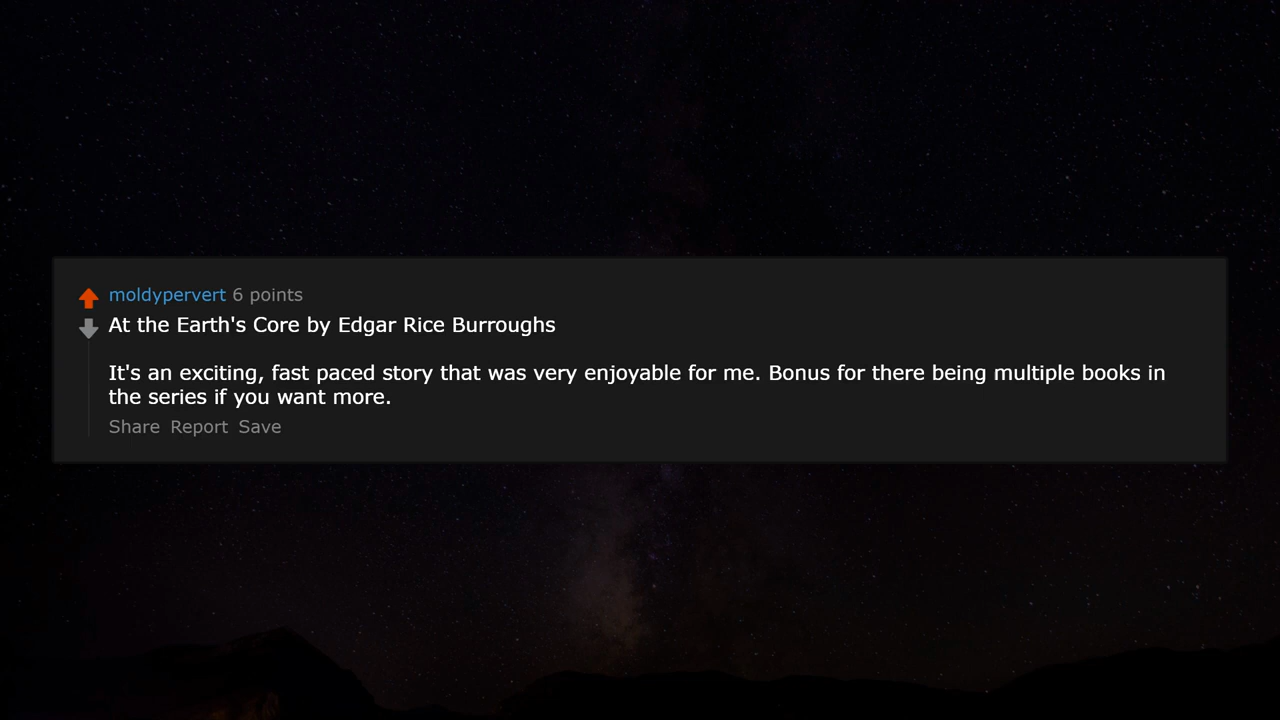 moldypervert 6 points
At the Earth's Core by Edgar Rice Burroughs
It's an exciting, fast paced story that was very enjoyable for me. Bonus for there being multiple books in
the series if you want more.
Share Report Save